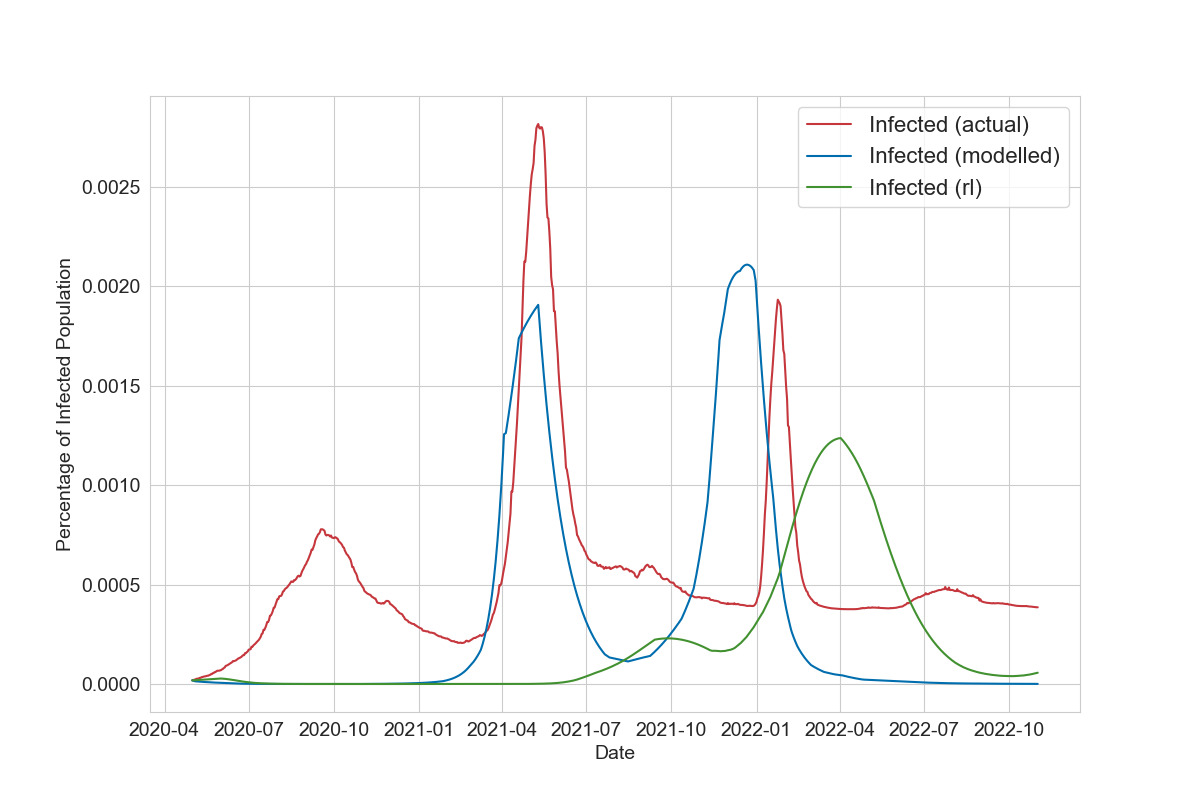 Infected (actual)
Infected (modelled)
Infected (rl)
Percentage of Infected Population
0.0025
0.0020
0.0015
0.0010
0.0005
0.0000
2020-04 2020-07 2020-10 2021-01 2021-04 2021-07 2021-10 2022-01 2022-04 2022-07 2022-10
Date